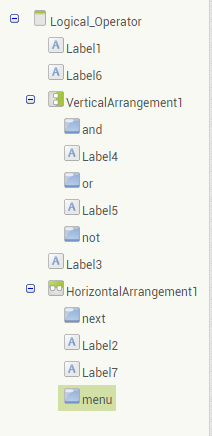 Logical_Operator
Label1
Label6
VerticalArrangement1
and
Label4
or
Label5
not
Label3
HorizontalArrangement1
next
Label2
Label7
menu